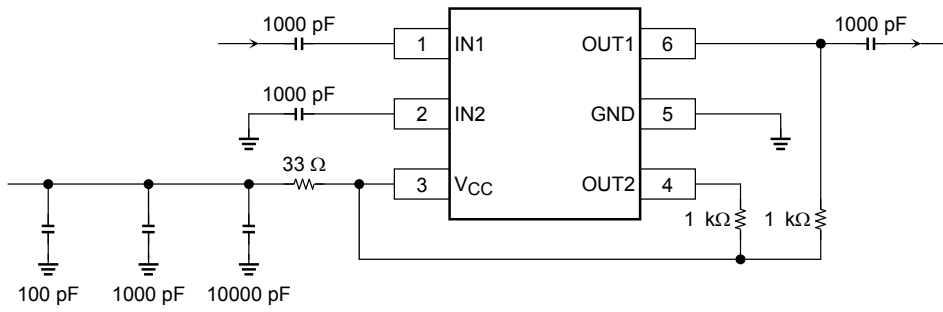 1000 pF
1000 pF
1 IN1
OUT1 6
1000 pF
2 IN2
GND 5
33 Ω
3 VCC
OUT2 4
1 kΩ
1 kΩ
100 pF
1000 pF
10000 pF